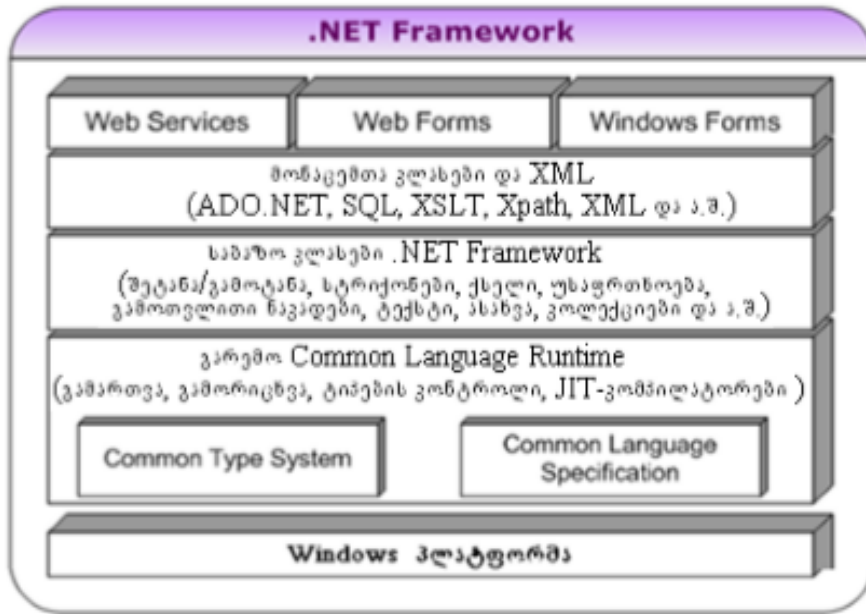 .NET Framework
Web Services
Web Forms
Windows Forms
მონაცემთა კლასები და XML
(ADO.NET, SQL, XSLT, Xpath, XML და ა.შ.)
საბაზო კლასები .NET Framework
(შეტანა/გამოტანა, სტრიქონები, ქსელი, უსაფრთხოება,
გამოთვლითი ნაკადები, ტექსტი, ასახვა, კოლექციები და ა.შ.)
გარემო Common Language Runtime
(გამართვა, გამორიცხვა, ტიპების კონტროლი, JIT-კომპილატორები )
Common Type System
Common Language
Specification
Windows პლატფორმა